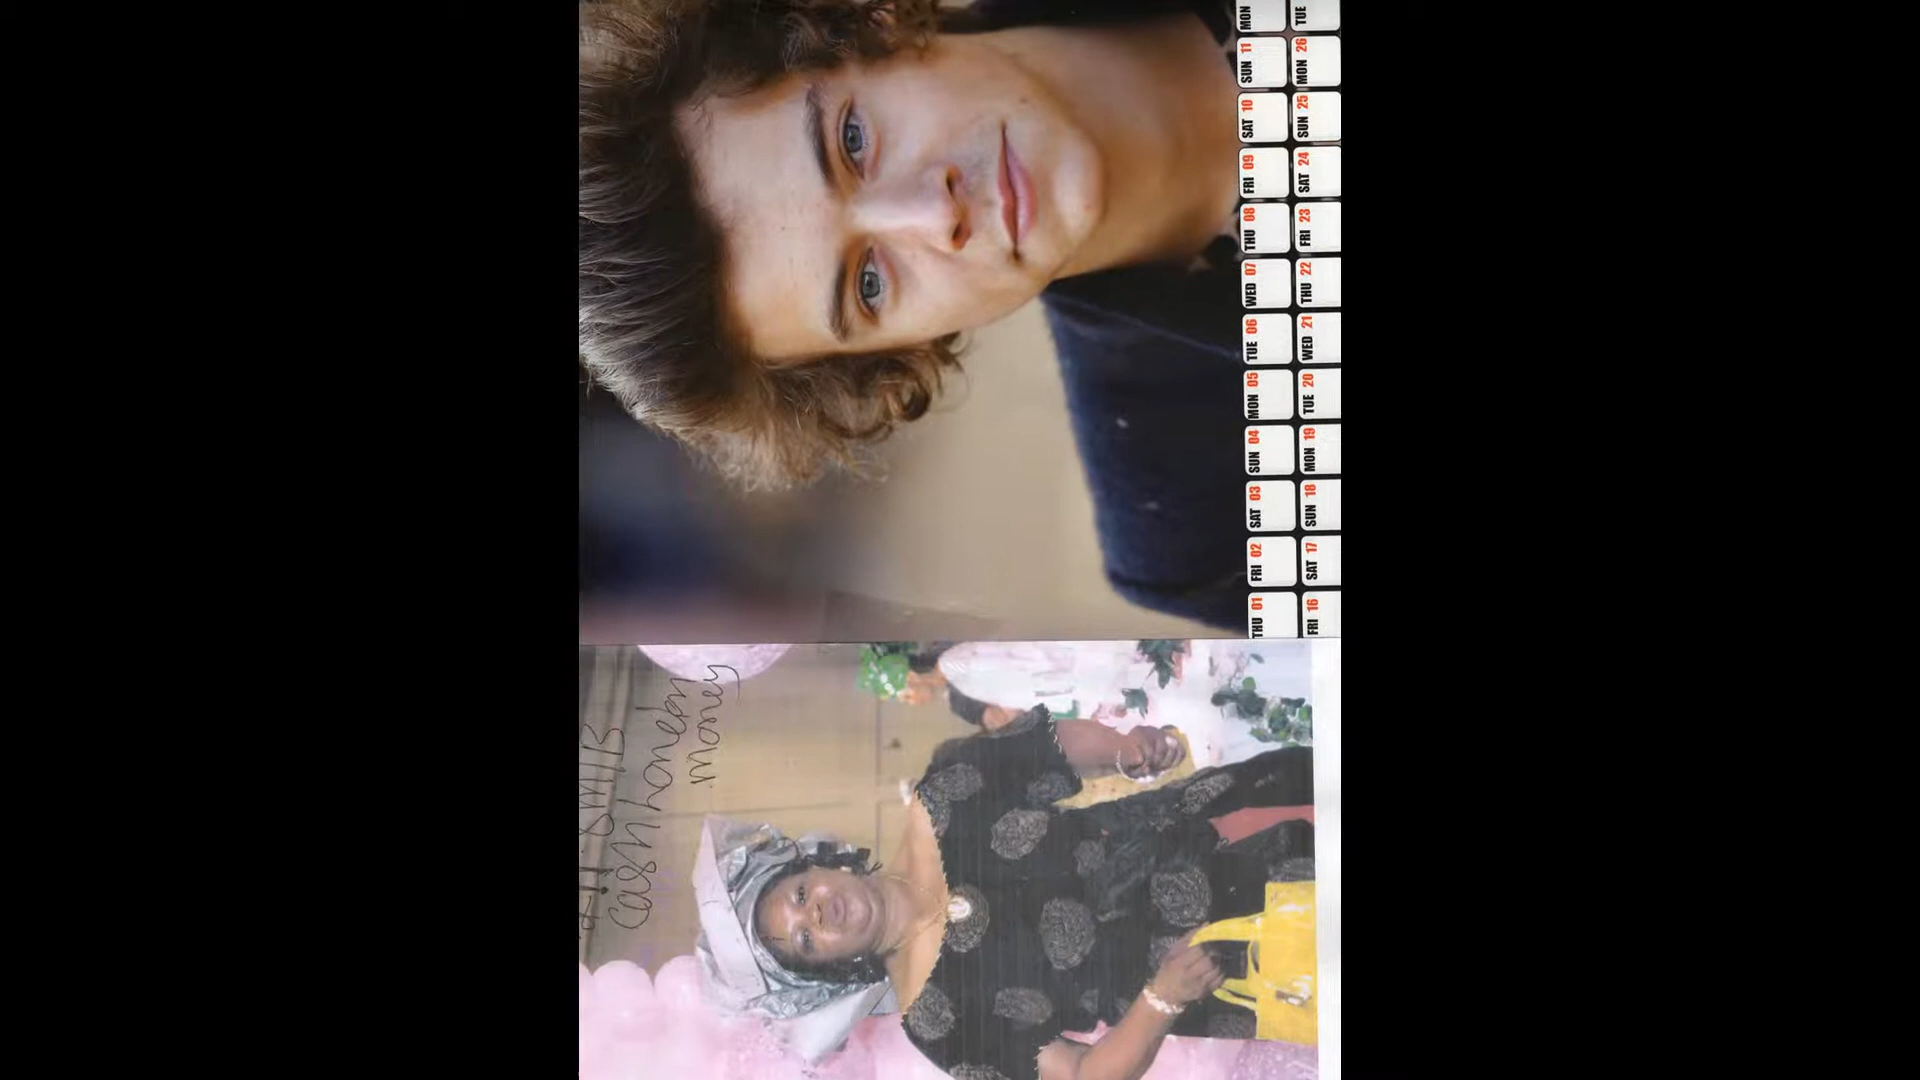 cash
money
THU 01 FRI 02 SAT 03 SUN 04 MON 05 TUE 06 WED 07 THU 08 FRI 09 SAT 10 SUN 11 MON
FRI 16 SAT 17 SUN 18 MON 19 TUE 20 WED 21 THU 22 FRI 23 SAT 24 SUN 25 MON 26 TUE